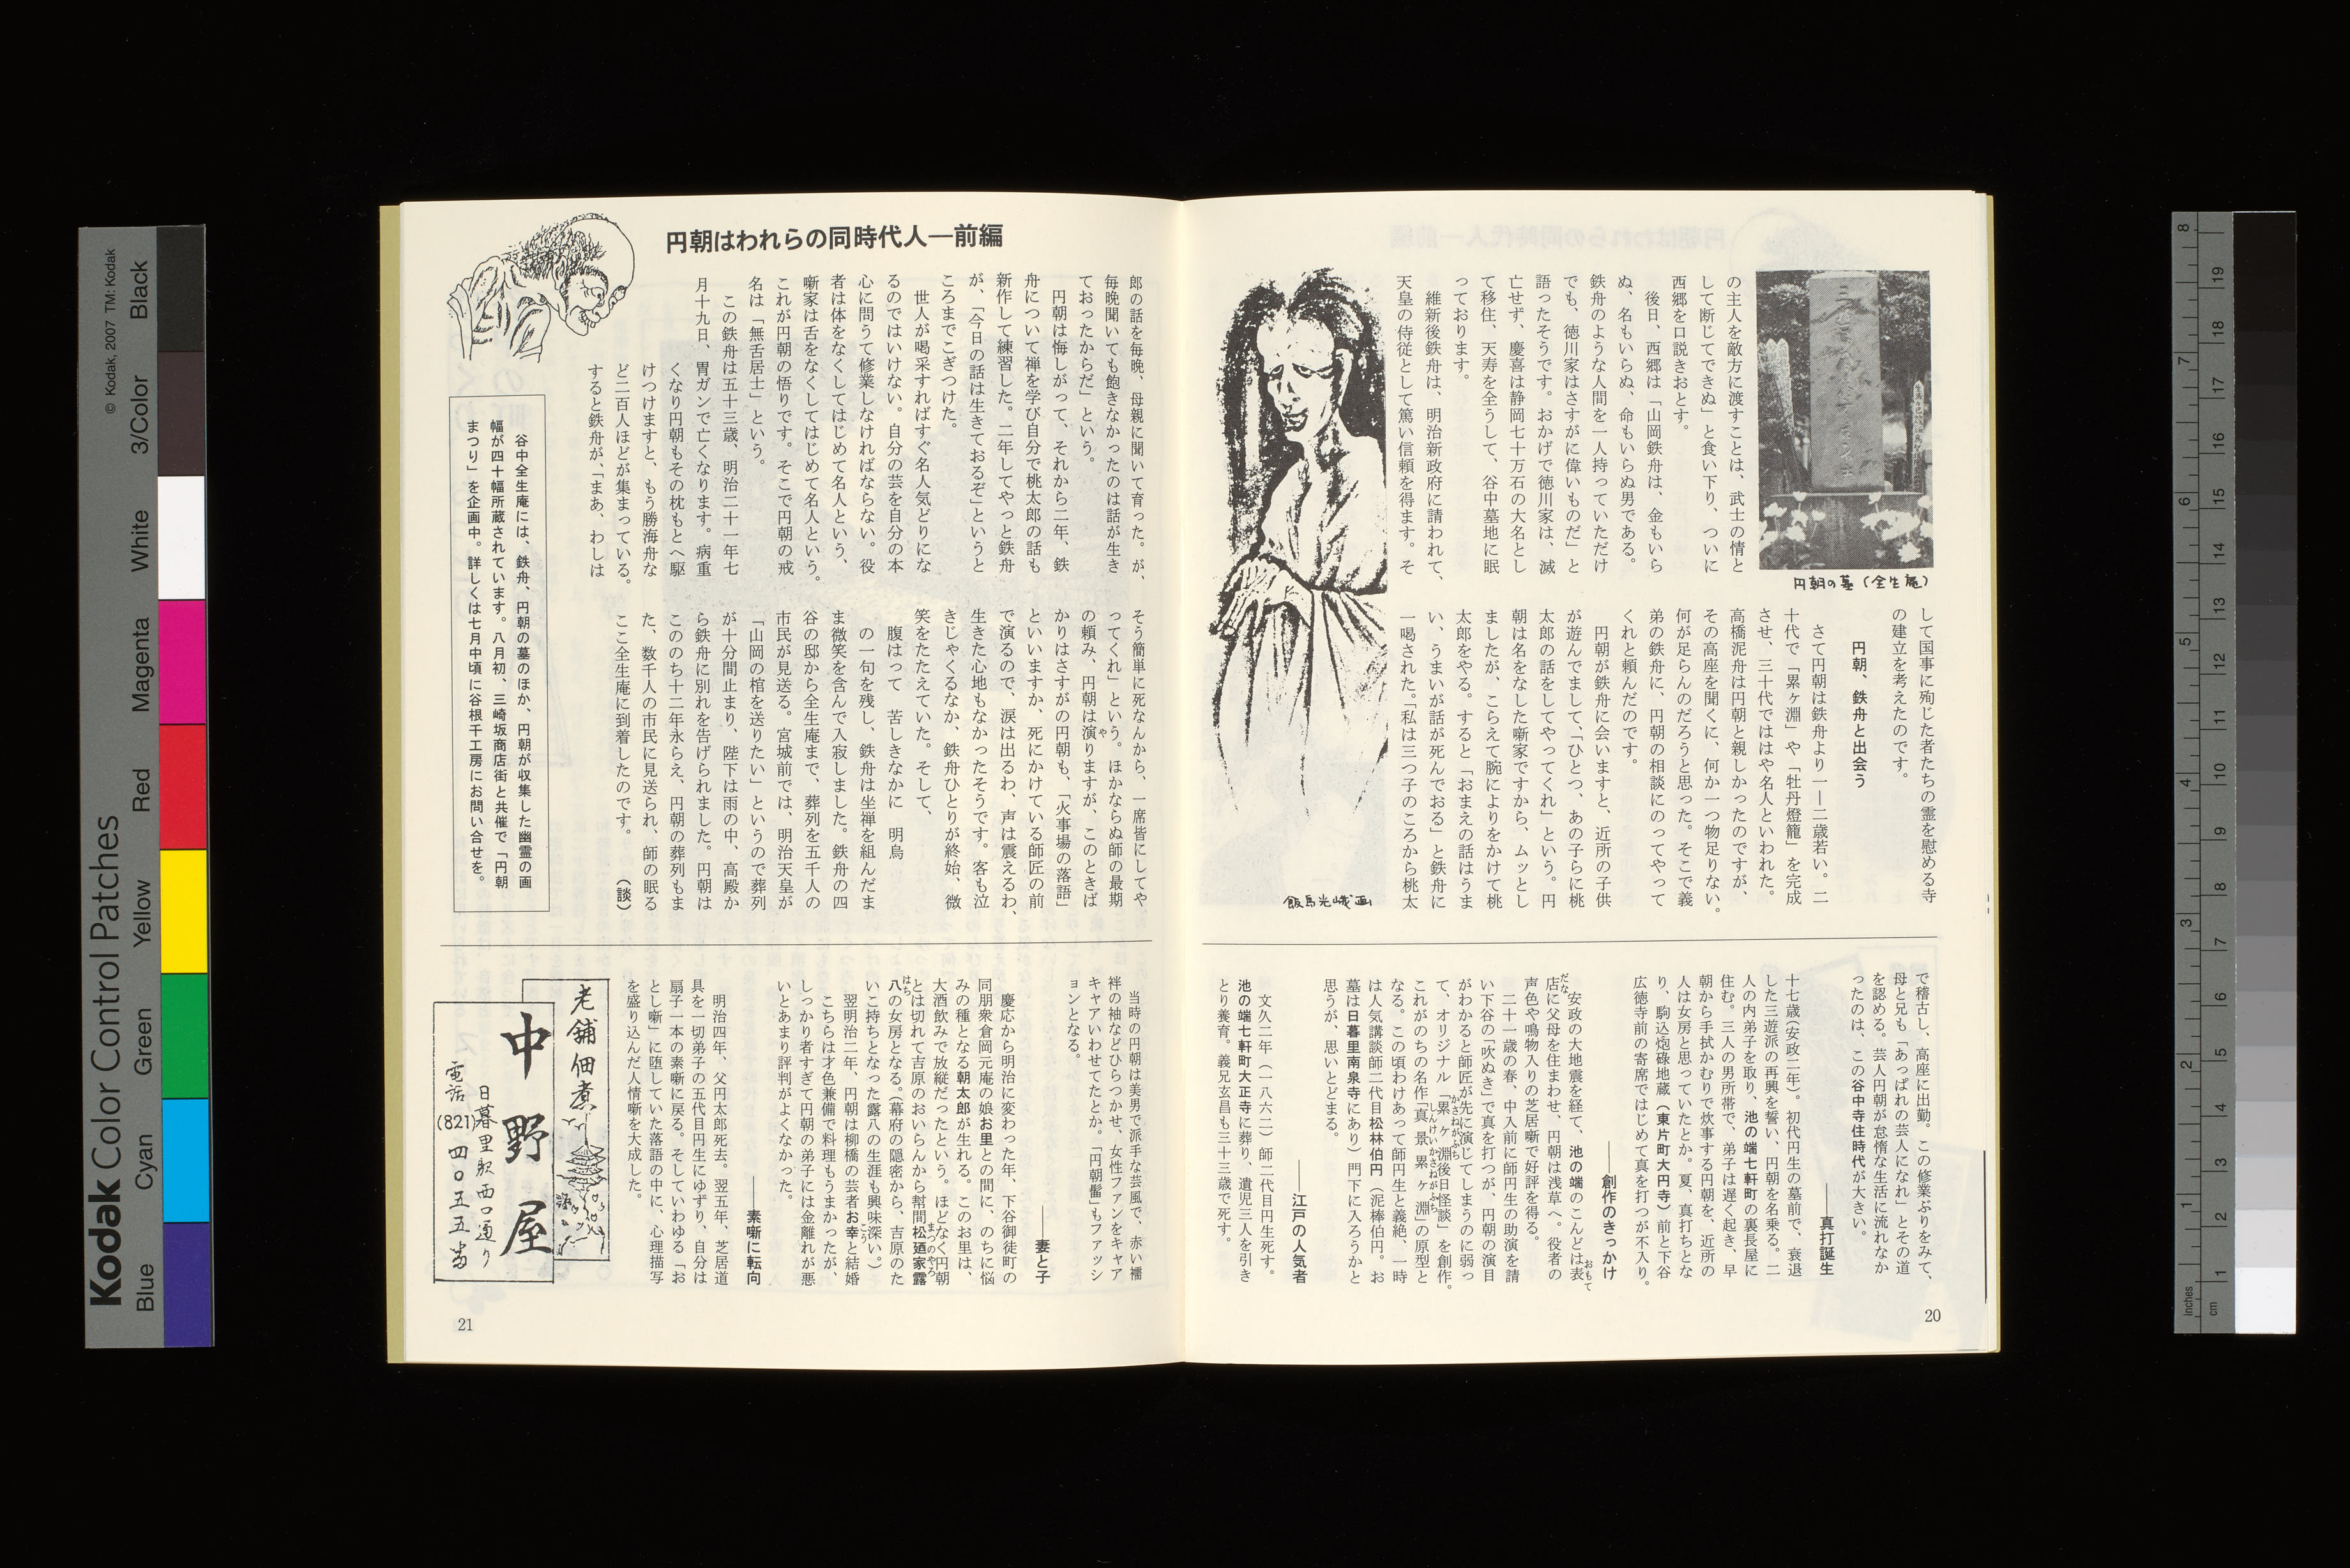 円朝の墓(全生庵)
の主人を敵方に渡すことは、武士の情と
して断じてできぬ」と食い下り、ついに
西郷を口説きおとす。
後日、西郷は「山岡鉄舟は、金もいら
ぬ、名もいらぬ、命もいらぬ男である。
鉄舟のような人間を一人持っていただけ
でも、徳川家はさすがに偉いものだ」と
語ったそうです。おかげで徳川家は、滅
亡せず、慶喜は静岡七十万石の大名とし
て移住、天寿を全うして、谷中墓地に眠
っております。
維新後鉄舟は、明治新政府に請われて、
天皇の侍従として篤い信頼を得ます。そ
して国事に殉じた者たちの霊を慰める寺
の建立を考えたのです。
円朝、鉄舟と出会う
さて円朝は鉄舟より一―二歳若い。二
十代で「累ヶ淵」や「牡丹燈籠」を完成
させ、三十代でははや名人といわれた。
高橋泥舟は円朝と親しかったのですが、
その高座を聞くに、何か一つ物足りない。
何が足らんのだろうと思った。そこで義
弟の鉄舟に、円朝の相談にのってやって
くれと頼んだのです。
円朝が鉄舟に会いますと、近所の子供
が遊んでまして、「ひとつ、あの子らに桃
太郎の話をしてやってくれ」という。円
朝は名をなした噺家ですから、ムッとし
ましたが、こらえて腕によりをかけて桃
太郎をやる。すると「おまえの話はうま
い、うまいが話が死んでおる」と鉄舟に
一喝された。「私は三つ子のころから桃太
飯島光峨画
で稽古し、高座に出勤。この修業ぶりをみて、
母と兄も「あっぱれの芸人になれ」とその道
を認める。芸人円朝が怠惰な生活に流れなか
ったのは、この谷中寺住時代が大きい。
――真打誕生
十七歳(安政二年)。初代円生の墓前で、衰退
した三遊派の再興を誓い、円朝を名乗る。二
人の内弟子を取り、池の端七軒町の裏長屋に
住む。三人の男所帯で、弟子は遅く起き、早
朝から手拭かむりで炊事する円朝を、近所の
人は女房と思っていたとか。夏、真打ちとな
り、駒込炮碌地蔵(東片町大円寺)前と下谷
広徳寺前の寄席ではじめて真を打つが不入り。
――創作のきっかけ
安政の大地震を経て、池の端のこんどは表
店に父母を住まわせ、円朝は浅草へ。役者の
声色や鳴物入りの芝居噺で好評を得る。
二十一歳の春、中入前に師円生の助演を請
い下谷の「吹ぬき」で真を打つが、円朝の演目
がわかると師匠が先に演じてしまうのに弱っ
て、オリジナル「累ヶ淵後日怪談」を創作。
これがのちの名作「真景累ヶ淵」の原型と
なる。この頃わけあって師円生と義絶、一時
は人気講談師二代目松林伯円(泥棒伯円。お
墓は日暮里南泉寺にあり)門下に入ろうかと
思うが、思いとどまる。
――江戸の人気者
文久二年(一八六二)師二代目円生死す。
池の端七軒町大正寺に葬り、遺児三人を引き
とり養育。義兄玄昌も三十三歳で死す。
20
円朝はわれらの同時代人―前編
郎の話を毎晩、母親に聞いて育った。が、
毎晩聞いても飽きなかったのは話が生き
ておったからだ」という。
円朝は悔しがって、それから二年、鉄
舟について禅を学び自分で桃太郎の話も
新作して練習した。二年してやっと鉄舟
が、「今日の話は生きておるぞ」というと
ころまでこぎつけた。
世人が喝采すればすぐ名人気どりにな
るのではいけない。自分の芸を自分の本
心に問うて修業しなければならない。役
者は体をなくしてはじめて名人という、
噺家は舌をなくしてはじめて名人という。
これが円朝の悟りです。そこで円朝の戒
名は「無舌居士」という。
この鉄舟は五十三歳、明治二十一年七
月十九日、胃ガンで亡くなります。病重
くなり円朝もその枕もとへ駆
けつけますと、もう勝海舟な
ど二百人ほどが集まっている。
すると鉄舟が、「まあ、わしは
そう簡単に死なんから、一席皆にしてや
ってくれ」という。ほかならぬ師の最期
の頼み、円朝は演りますが、このときば
かりはさすがの円朝も、「火事場の落語」
といいますか、死にかけている師匠の前
で演るので、涙は出るわ、声は震えるわ、
生きた心地もなかったそうです。客も泣
きじゃくるなか、鉄舟ひとりが終始、微
笑をたたえていた。そして、
腹はって 苦しきなかに 明烏
の一句を残し、鉄舟は坐禅を組んだま
ま微笑を含んで入寂しました。鉄舟の四
谷の邸から全生庵まで、葬列を五千人の
市民が見送る。宮城前では、明治天皇が
「山岡の棺を送りたい」というので葬列
が十分間止まり、陛下は雨の中、高殿か
ら鉄舟に別れを告げられました。円朝は
こののち十二年永らえ、円朝の葬列もま
た、数千人の市民に見送られ、師の眠る
ここ全生庵に到着したのです。 (談)
谷中全生庵には、鉄舟、円朝の墓のほか、円朝が収集した幽霊の画
幅が四十幅所蔵されています。八月初、三崎坂商店街と共催で「円朝
まつり」を企画中。詳しくは七月中頃に谷根千工房にお問い合せを。
当時の円朝は美男で派手な芸風で、赤い襦
袢の袖などひらつかせ、女性ファンをキャア
キャアいわせてたとか。「円朝髷」もファッシ
ョンとなる。
――妻と子
慶応から明治に変わった年、下谷御徒町の
同朋衆倉岡元庵の娘お里との間に、のちに悩
みの種となる朝太郎が生れる。このお里は、
大酒飲みで放縦だったという。ほどなく円朝
とは切れて吉原のおいらんから幇間松廼家露
八の女房となる。(幕府の隠密から、吉原のた
いこ持ちとなった露八の生涯も興味深い。)
翌明治二年、円朝は柳橋の芸者お幸と結婚
こちらは才色兼備で料理もうまかったが、
しっかり者すぎて円朝の弟子には金離れが悪
いとあまり評判がよくなかった。
――素噺に転向
明治四年、父円太郎死去。翌五年、芝居道
具を一切弟子の五代目円生にゆずり、自分は
扇子一本の素噺に戻る。そしていわゆる「お
とし噺」に堕していた落語の中に、心理描写
を盛り込んだ人情噺を大成した。
老舗佃煮
中野屋
日暮里駅西口通り
電話(821)四〇五五番
21
Kodak Color Control Patches
© Kodak, 2007 TM: Kodak
Blue Cyan Green Yellow Red Magenta White 3/Color Black
inches
cm
1 2 3 4 5 6 7 8
1 2 3 4 5 6 7 8 9 10 11 12 13 14 15 16 17 18 19